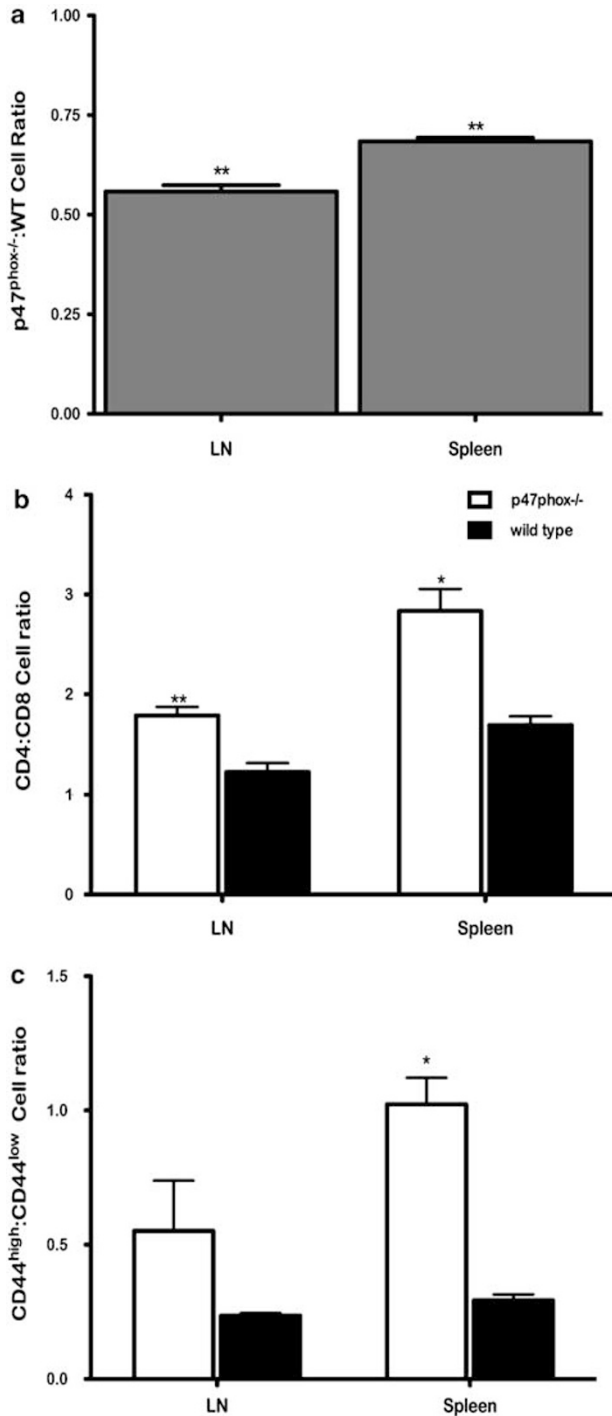 a
p47phox-/-:WT Cell Ratio
1.00
0.75
0.50
0.25
0.00
**
**
LN
Spleen
b
CD4:CD8 Cell ratio
4
3
2
1
0
p47phox-/-
wild type
**
*
LN
Spleen
c
CD44high:CD44low Cell ratio
1.5
1.0
0.5
0.0
*
LN
Spleen